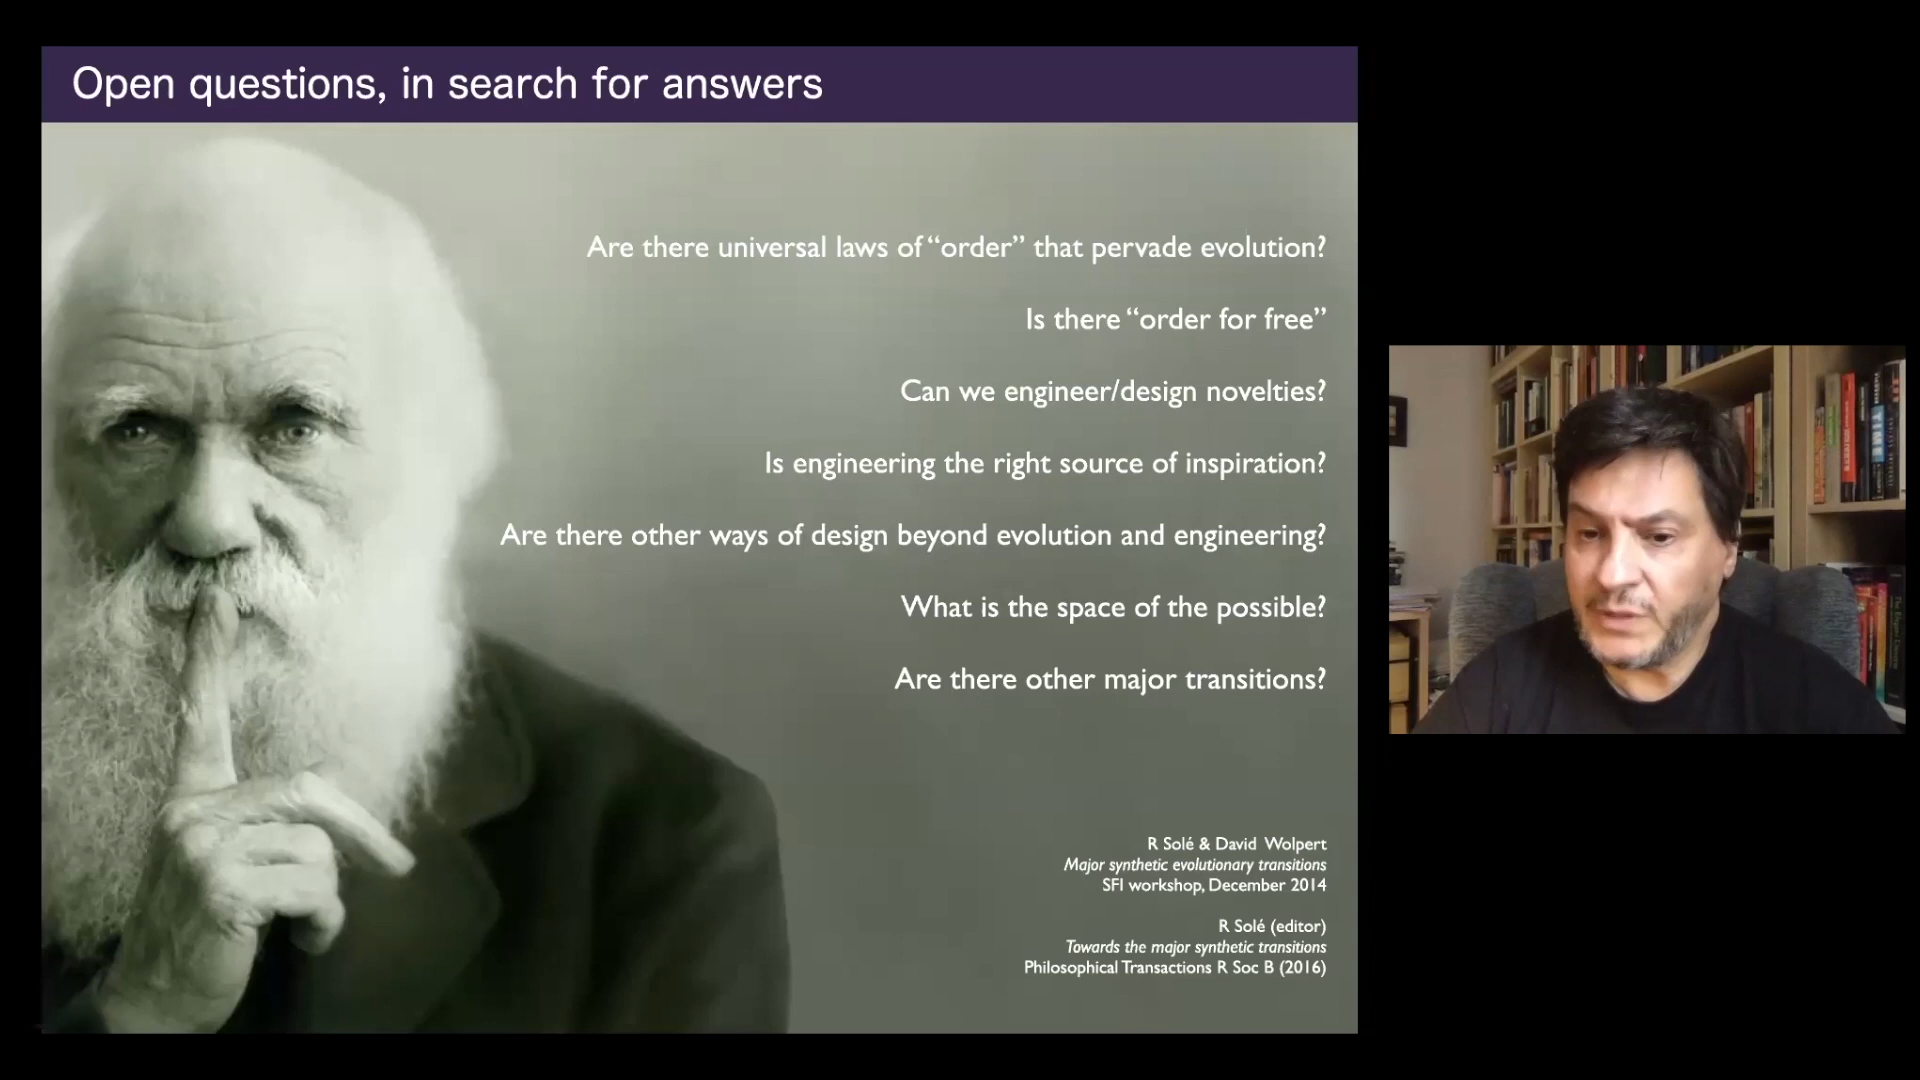 Open questions, in search for answers
Are there universal laws of “order” that pervade evolution?
Is there “order for free”
Can we engineer/design novelties?
Is engineering the right source of inspiration?
Are there other ways of design beyond evolution and engineering?
What is the space of the possible?
Are there other major transitions?
R Solé & David Wolpert
Major synthetic evolutionary transitions
SFI workshop, December 2014
R Solé (editor)
Towards the major synthetic transitions
Philosophical Transactions R Soc B (2016)
TIME